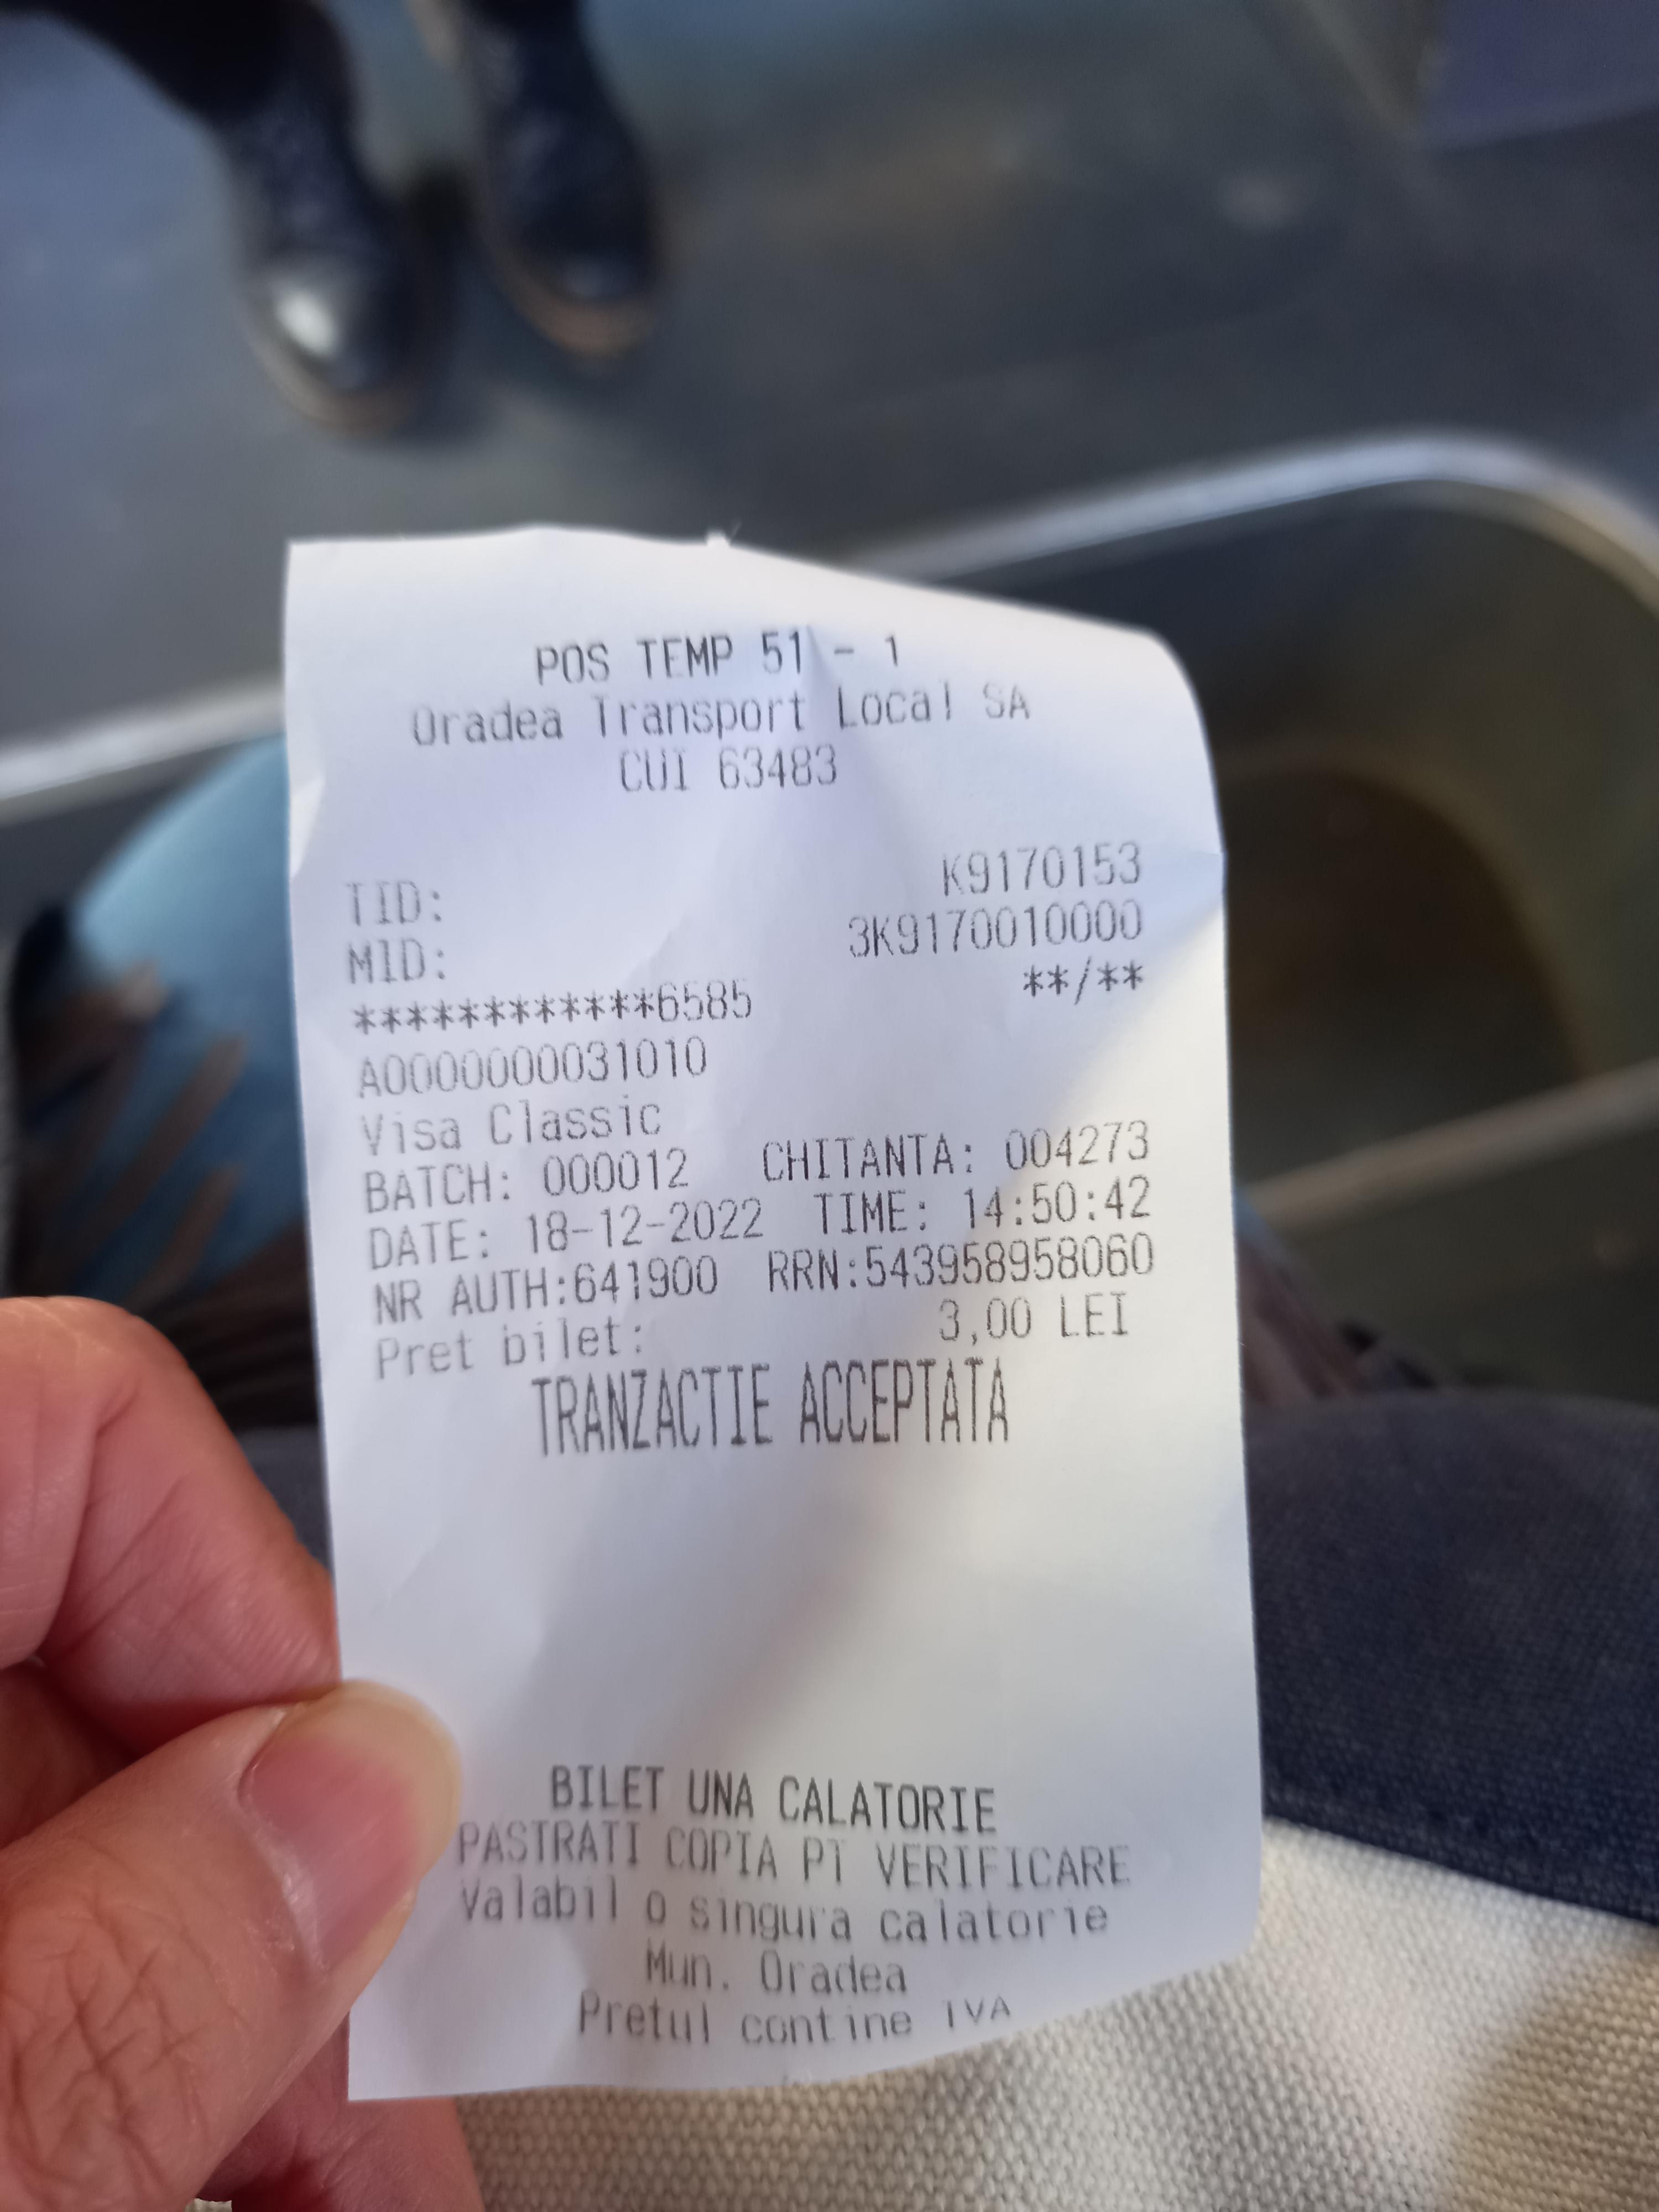 POS TEMP 51 - 1
Oradea Transport Local SA
CUI 63483
TID: K9170153
MID: 3K9170010000
************6585 **/**
A0000000031010
Visa Classic
BATCH: 000012 CHITANTA: 004273
DATE: 18-12-2022 TIME: 14:50:42
NR AUTH:641900 RRN:543958958060
Pret bilet: 3,00 LEI
TRANZACTIE ACCEPTATA
BILET UNA CALATORIE
PASTRATI COPIA PT VERIFICARE
Valabil o singura calatorie
Mun. Oradea
Pretul contine TVA